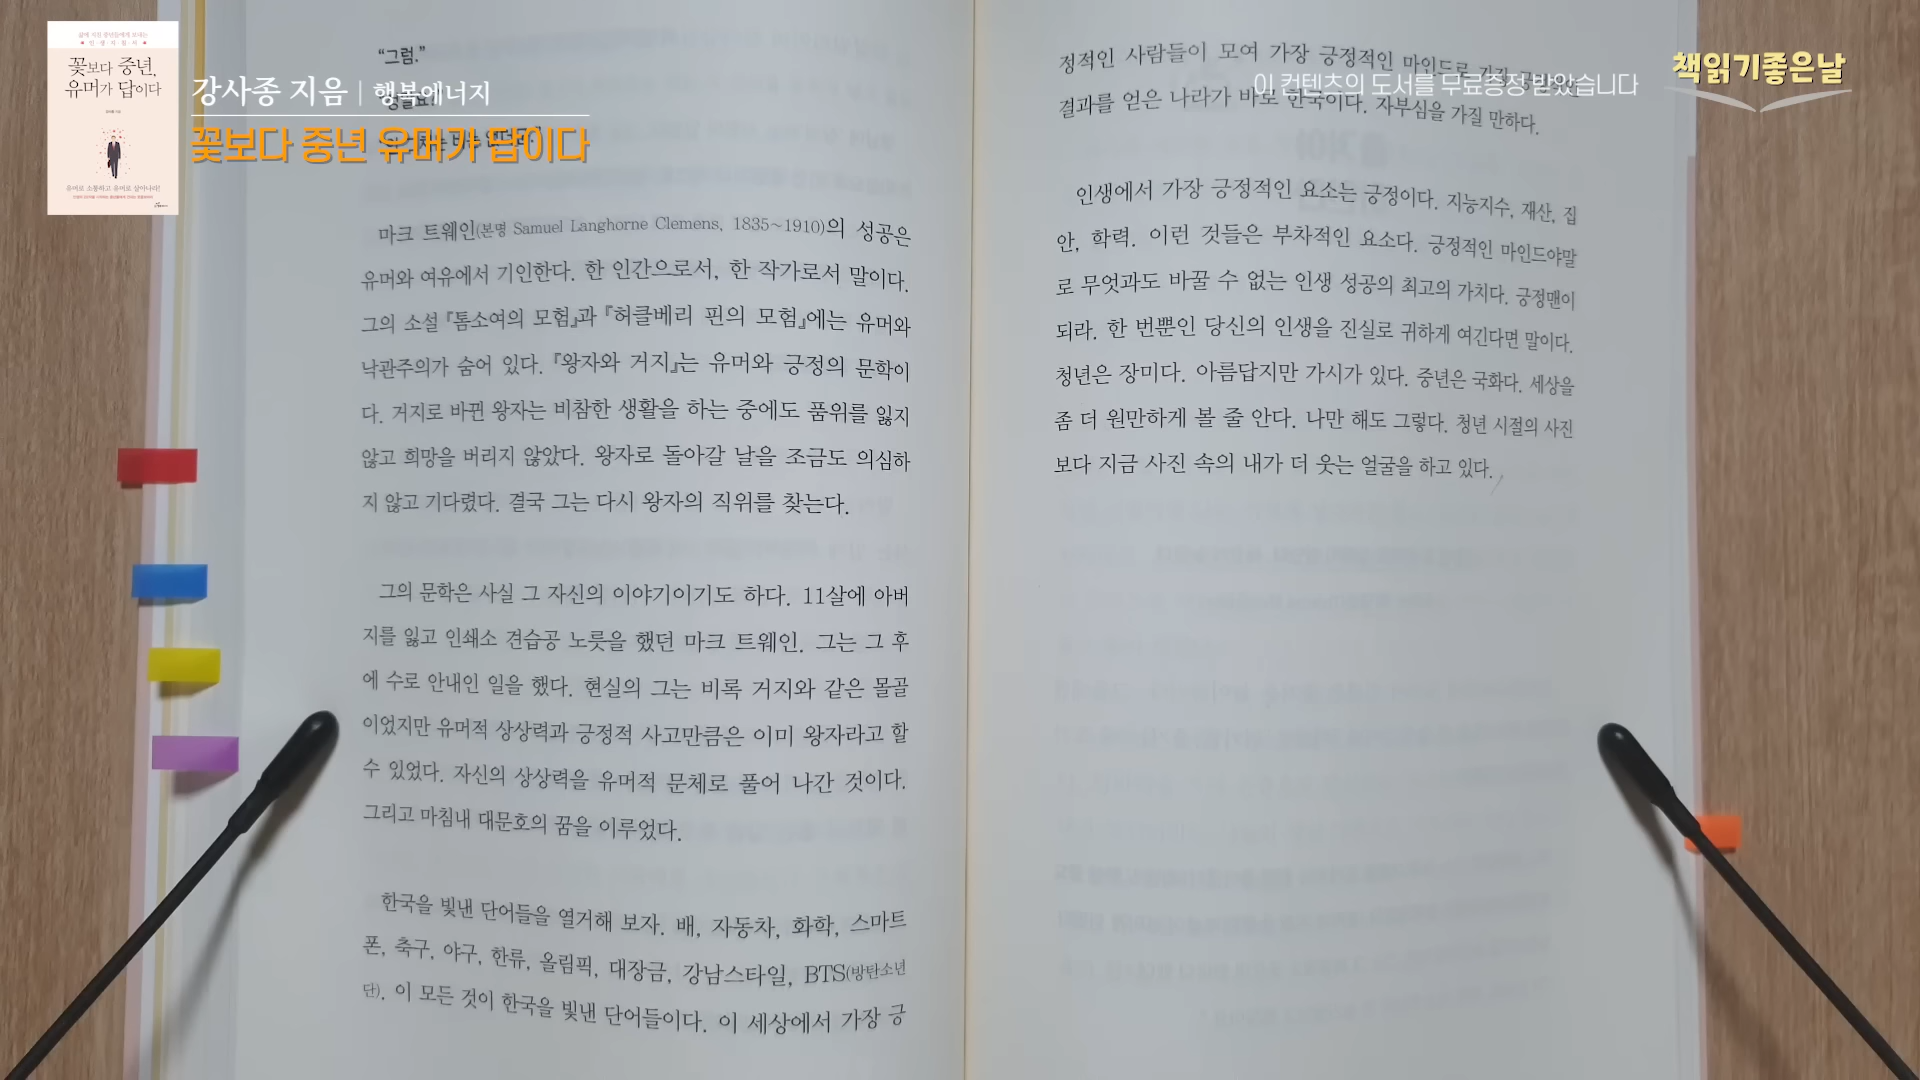 삶에 지친 중년들에게 보내는
인·생·지·침·서
꽃보다 중년,
유머가 답이다
유머로 소통하고 유머로 살아나라!
강사종 지음 | 행복에너지
꽃보다 중년 유머가 답이다
이 컨텐츠의 도서를 무료증정 받았습니다
책읽기좋은날
“그럼.”
마크 트웨인(본명 Samuel Langhorne Clemens, 1835~1910)의 성공은
유머와 여유에서 기인한다. 한 인간으로서, 한 작가로서 말이다.
그의 소설 『톰소여의 모험』과 『허클베리 핀의 모험』에는 유머와
낙관주의가 숨어 있다. 『왕자와 거지』는 유머와 긍정의 문학이
다. 거지로 바뀐 왕자는 비참한 생활을 하는 중에도 품위를 잃지
않고 희망을 버리지 않았다. 왕자로 돌아갈 날을 조금도 의심하
지 않고 기다렸다. 결국 그는 다시 왕자의 직위를 찾는다.
그의 문학은 사실 그 자신의 이야기이기도 하다. 11살에 아버
지를 잃고 인쇄소 견습공 노릇을 했던 마크 트웨인. 그는 그 후
에 수로 안내인 일을 했다. 현실의 그는 비록 거지와 같은 몰골
이었지만 유머적 상상력과 긍정적 사고만큼은 이미 왕자라고 할
수 있었다. 자신의 상상력을 유머적 문체로 풀어 나간 것이다.
그리고 마침내 대문호의 꿈을 이루었다.
한국을 빛낸 단어들을 열거해 보자. 배, 자동차, 화학, 스마트
폰, 축구, 야구, 한류, 올림픽, 대장금, 강남스타일, BTS(방탄소년
단). 이 모든 것이 한국을 빛낸 단어들이다. 이 세상에서 가장 긍
정적인 사람들이 모여 가장 긍정적인 마인드로 가장
결과를 얻은 나라가 바로 한국이다. 자부심을 가질 만하다.
인생에서 가장 긍정적인 요소는 긍정이다. 지능지수, 재산, 집
안, 학력. 이런 것들은 부차적인 요소다. 긍정적인 마인드야말
로 무엇과도 바꿀 수 없는 인생 성공의 최고의 가치다. 긍정맨이
되라. 한 번뿐인 당신의 인생을 진실로 귀하게 여긴다면 말이다.
청년은 장미다. 아름답지만 가시가 있다. 중년은 국화다. 세상을
좀 더 원만하게 볼 줄 안다. 나만 해도 그렇다. 청년 시절의 사진
보다 지금 사진 속의 내가 더 웃는 얼굴을 하고 있다.